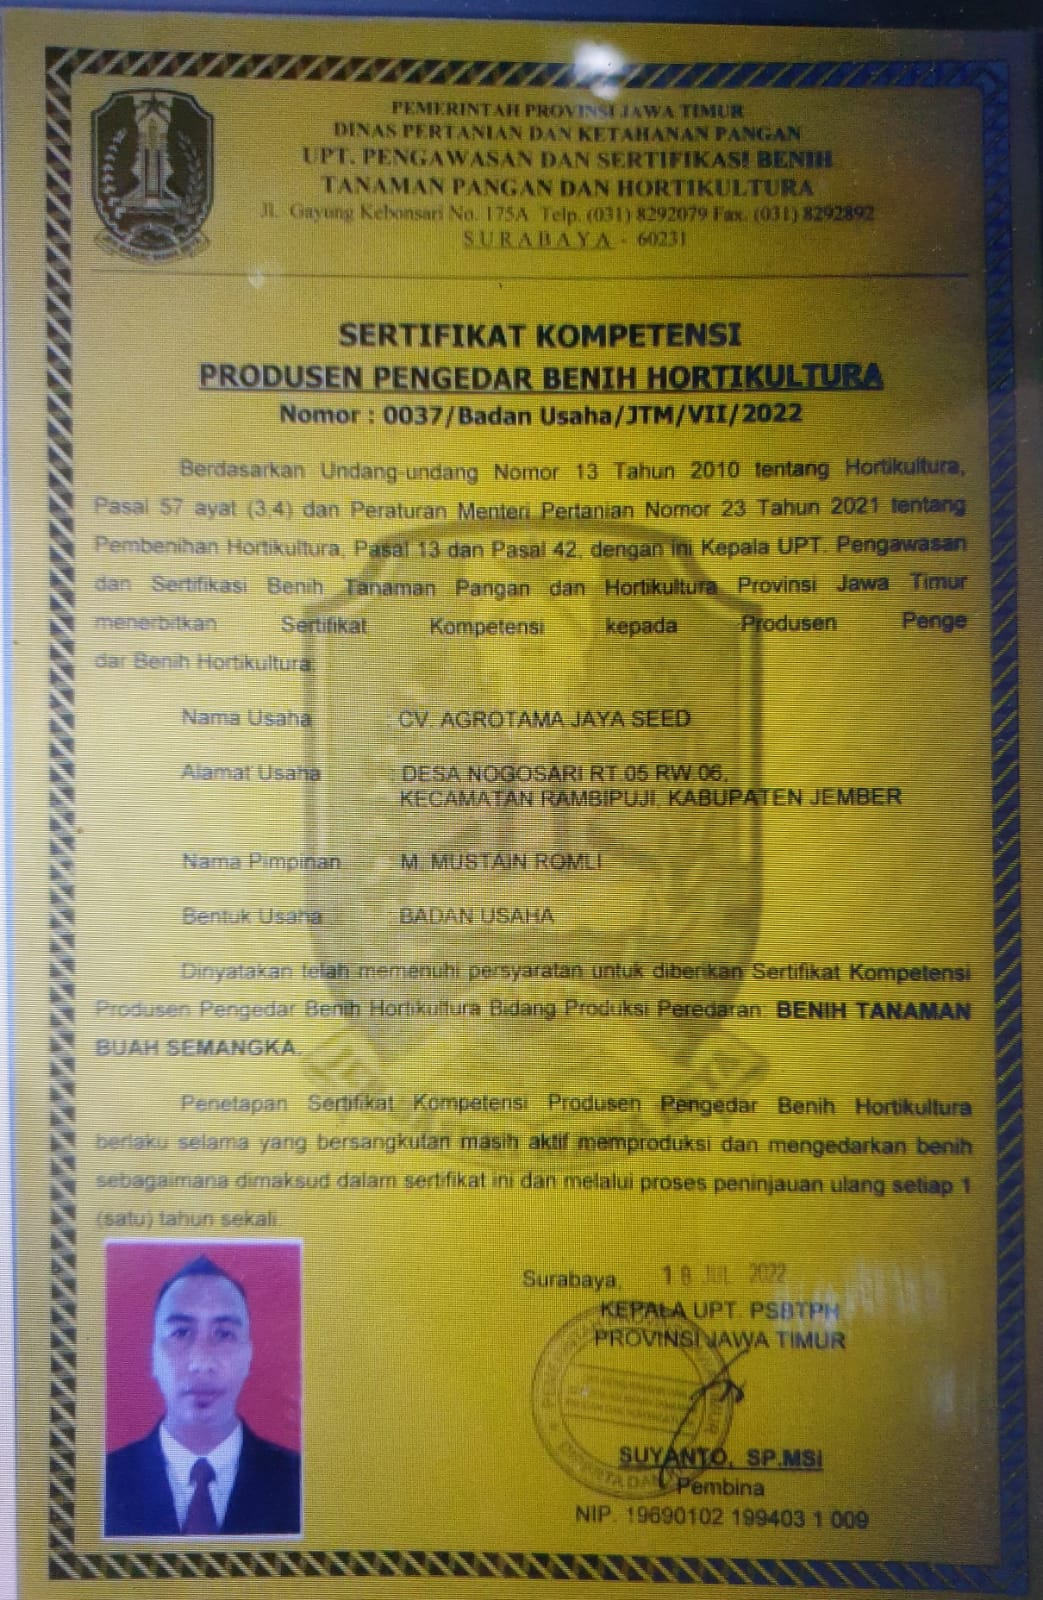 PEMERINTAH PROVINSI JAWA TIMUR
DINAS PERTANIAN DAN KETAHANAN PANGAN
UPT. PENGAWASAN DAN SERTIFIKASI BENIH
TANAMAN PANGAN DAN HORTIKULTURA
JL. Gayung Kebonsari No. 175A Telp. (031) 8292079 Fax. (031) 8292892
SURABAYA - 60231
SERTIFIKAT KOMPETENSI
PRODUSEN PENGEDAR BENIH HORTIKULTURA
Nomor : 0037/Badan Usaha/JTM/VII/2022
Berdasarkan Undang-undang Nomor 13 Tahun 2010 tentang Hortikultura,
Pasal 57 ayat (3,4) dan Peraturan Menteri Pertanian Nomor 23 Tahun 2021 tentang
Pembenihan Hortikultura, Pasal 13 dan Pasal 42, dengan ini Kepala UPT. Pengawasan
dan Sertifikasi Benih Tanaman Pangan dan Hortikultura Provinsi Jawa Timur
menerbitkan Sertifikat Kompetensi kepada Produsen Penge
dar Benih Hortikultura:
Nama Usaha : CV. AGROTAMA JAYA SEED
Alamat Usaha : DESA NOGOSARI RT.05 RW.06,
KECAMATAN RAMBIPUJI, KABUPATEN JEMBER
Nama Pimpinan : M. MUSTAIN ROMLI
Bentuk Usaha : BADAN USAHA
Dinyatakan telah memenuhi persyaratan untuk diberikan Sertifikat Kompetensi
Produsen Pengedar Benih Hortikultura Bidang Produksi Peredaran: BENIH TANAMAN
BUAH SEMANGKA.
Penetapan Sertifikat Kompetensi Produsen Pengedar Benih Hortikultura
berlaku selama yang bersangkutan masih aktif memproduksi dan mengedarkan benih
sebagaimana dimaksud dalam sertifikat ini dan melalui proses peninjauan ulang setiap 1
(satu) tahun sekali.
Surabaya, 18 JUL 2022
KEPALA UPT. PSBTPH
PROVINSI JAWA TIMUR
SUYANTO, SP.MSi
Pembina
NIP. 19690102 199403 1 009